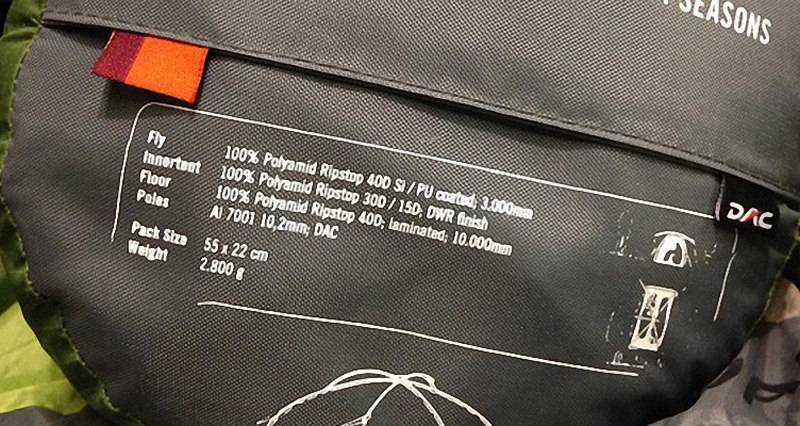 SEASONS
DAC
Fly 100% Polyamid Ripstop 40D Si / PU coated; 3.000mm
Innertent 100% Polyamid Ripstop 30D / 15D; DWR finish
Floor 100% Polyamid Ripstop 40D; laminated; 10.000mm
Poles Al 7001 10,2mm; DAC
Pack Size 55 x 22 cm
Weight 2.800 g